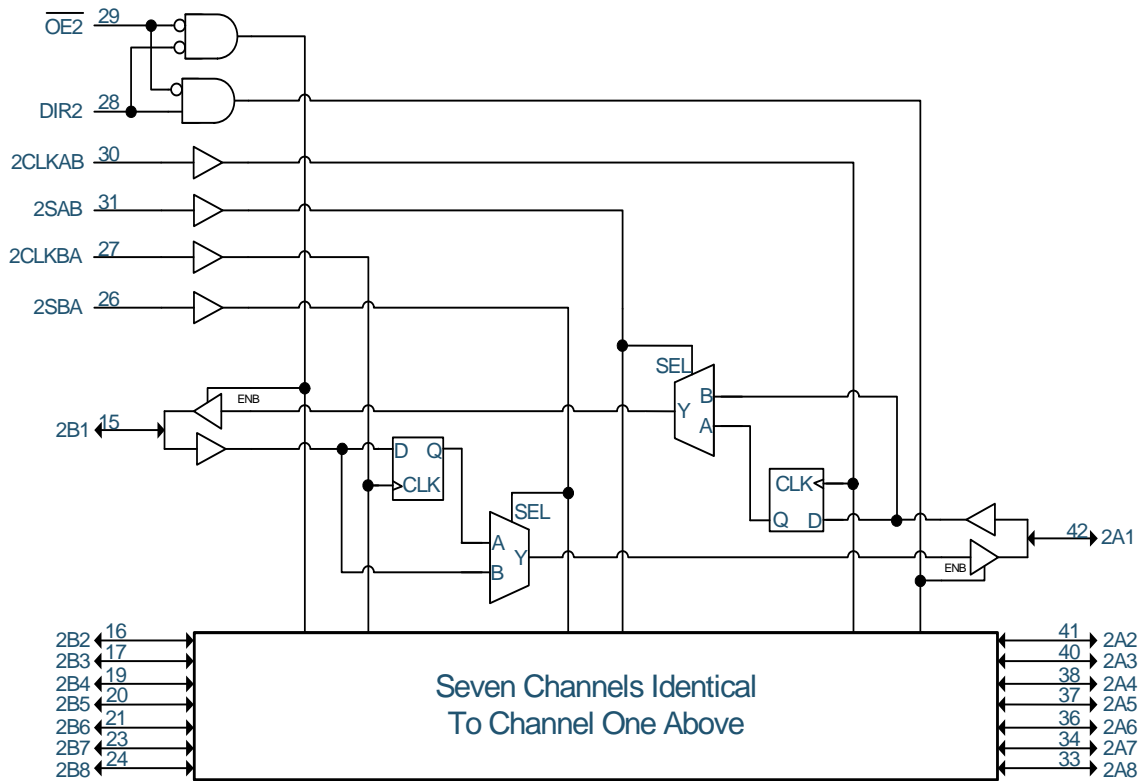 OE2 29
DIR2 28
2CLKAB 30
2SAB 31
2CLKBA 27
2SBA 26
SEL
B
Y
A
ENB
2B1 15
D Q
CLK
CLK
Q D
SEL
A
Y
B
42 2A1
ENB
2B2 16
2B3 17
2B4 19
2B5 20
2B6 21
2B7 23
2B8 24
Seven Channels Identical
To Channel One Above
41 2A2
40 2A3
38 2A4
37 2A5
36 2A6
34 2A7
33 2A8